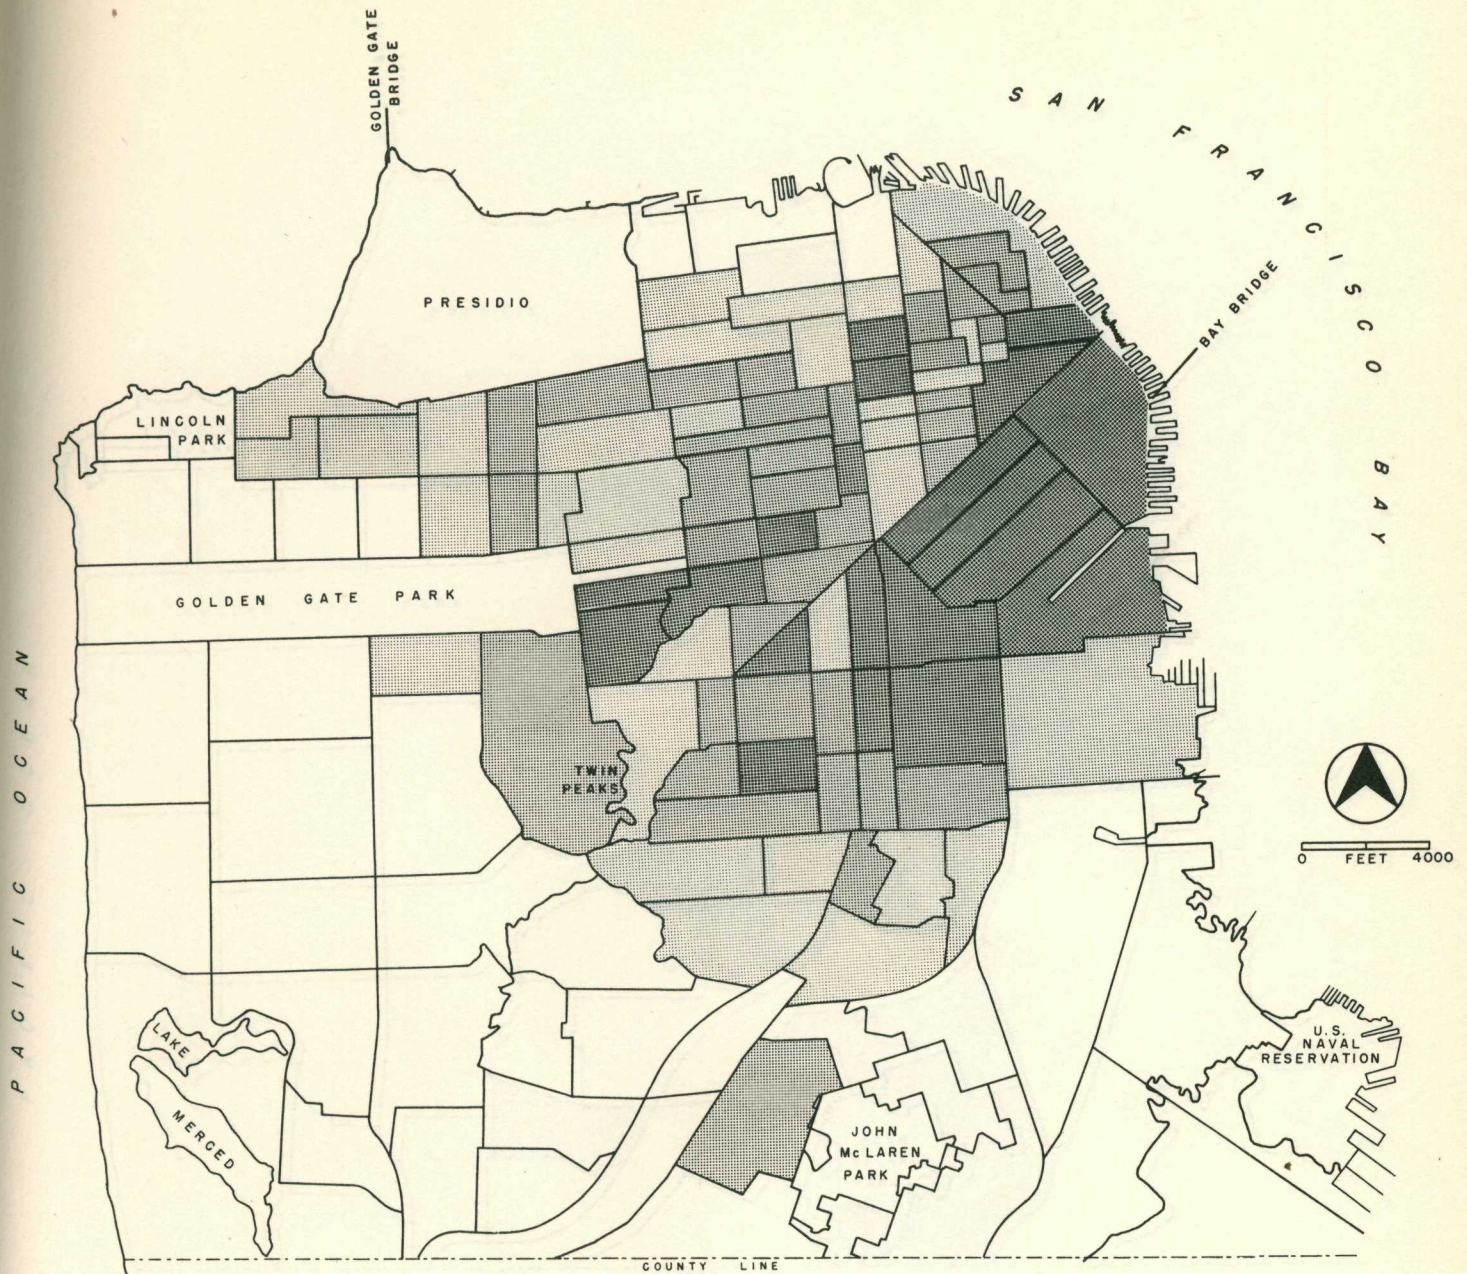 GOLDEN GATE
BRIDGE
SAN FRANCISCO BAY
BAY BRIDGE
PRESIDIO
LINCOLN
PARK
GOLDEN GATE PARK
PACIFIC OCEAN
TWIN
PEAKS
0 FEET 4000
LAKE
MERCED
U.S.
NAVAL
RESERVATION
JOHN
McLAREN
PARK
COUNTY LINE